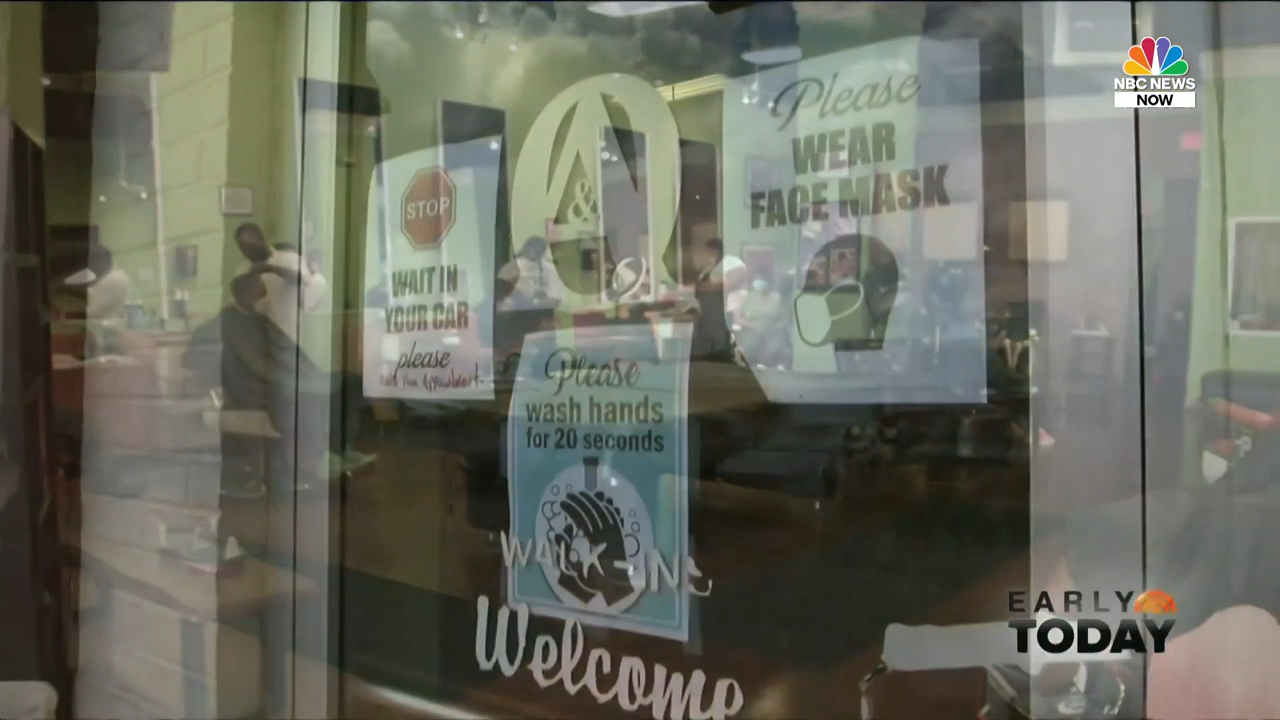 NBC NEWS
NOW
Please
WEAR
FACE MASK
STOP
WAIT IN
YOUR CAR
please
&
Please
wash hands
for 20 seconds
WALK-INS
Welcome
EARLY
TODAY